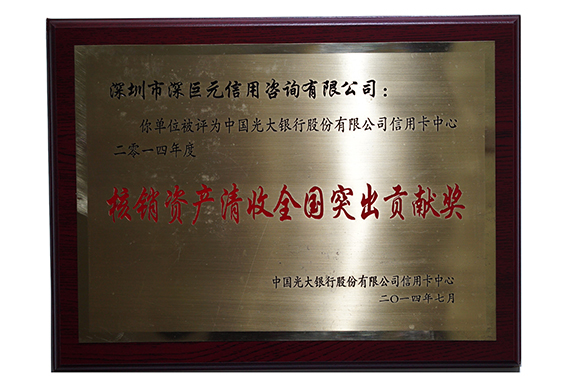 深圳市深巨元信用咨询有限公司：
你单位被评为中国光大银行股份有限公司信用卡中心
二零一四年度
核销资产清收全国突出贡献奖
中国光大银行股份有限公司信用卡中心
二〇一四年七月